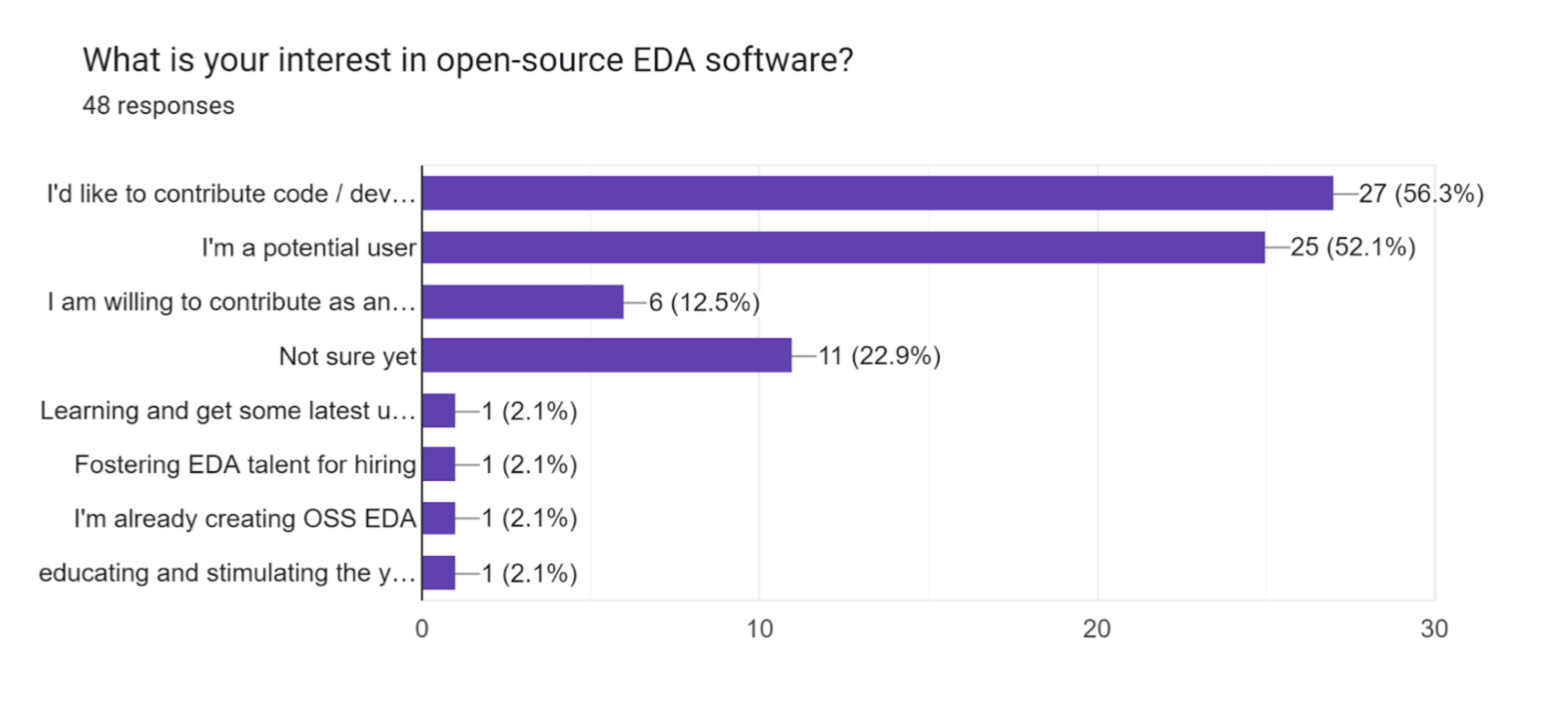 What is your interest in open-source EDA software?
48 responses
I'd like to contribute code / dev… 27 (56.3%)
I'm a potential user 25 (52.1%)
I am willing to contribute as an… 6 (12.5%)
Not sure yet 11 (22.9%)
Learning and get some latest u… 1 (2.1%)
Fostering EDA talent for hiring 1 (2.1%)
I'm already creating OSS EDA 1 (2.1%)
educating and stimulating the y… 1 (2.1%)
0 10 20 30